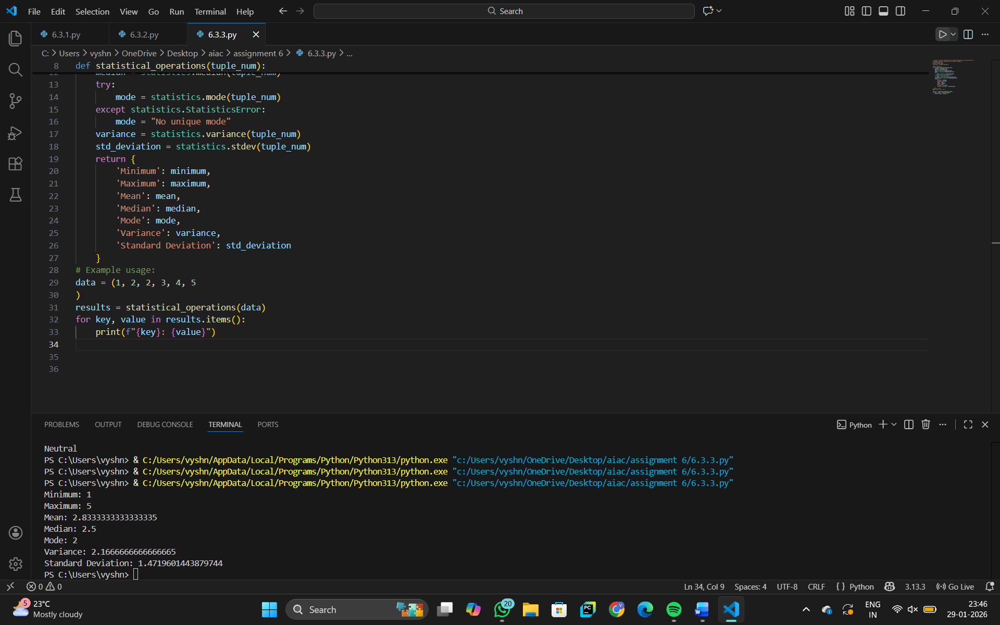 File Edit Selection View Go Run Terminal Help
Search
6.3.1.py 6.3.2.py 6.3.3.py
C: > Users > vyshn > OneDrive > Desktop > aiac > assignment 6 > 6.3.3.py > ...
8 def statistical_operations(tuple_num):
12 median = statistics.median(tuple_num)
13 try:
14 mode = statistics.mode(tuple_num)
15 except statistics.StatisticsError:
16 mode = "No unique mode"
17 variance = statistics.variance(tuple_num)
18 std_deviation = statistics.stdev(tuple_num)
19 return {
20 'Minimum': minimum,
21 'Maximum': maximum,
22 'Mean': mean,
23 'Median': median,
24 'Mode': mode,
25 'Variance': variance,
26 'Standard Deviation': std_deviation
27 }
28 # Example usage:
29 data = (1, 2, 2, 3, 4, 5
30 )
31 results = statistical_operations(data)
32 for key, value in results.items():
33 print(f"{key}: {value}")
34
35
36
PROBLEMS OUTPUT DEBUG CONSOLE TERMINAL PORTS
Python
Neutral
PS C:\Users\vyshn> & C:/Users/vyshn/AppData/Local/Programs/Python/Python313/python.exe "c:/Users/vyshn/OneDrive/Desktop/aiac/assignment 6/6.3.3.py"
PS C:\Users\vyshn> & C:/Users/vyshn/AppData/Local/Programs/Python/Python313/python.exe "c:/Users/vyshn/OneDrive/Desktop/aiac/assignment 6/6.3.3.py"
PS C:\Users\vyshn> & C:/Users/vyshn/AppData/Local/Programs/Python/Python313/python.exe "c:/Users/vyshn/OneDrive/Desktop/aiac/assignment 6/6.3.3.py"
Minimum: 1
Maximum: 5
Mean: 2.8333333333333335
Median: 2.5
Mode: 2
Variance: 2.1666666666666665
Standard Deviation: 1.4719601443879744
PS C:\Users\vyshn>
0 0 Ln 34, Col 9 Spaces: 4 UTF-8 CRLF { } Python 3.13.3 Go Live
5 23°C
Mostly cloudy
Search
20
PC
V
W
ENG
IN
23:46
29-01-2026